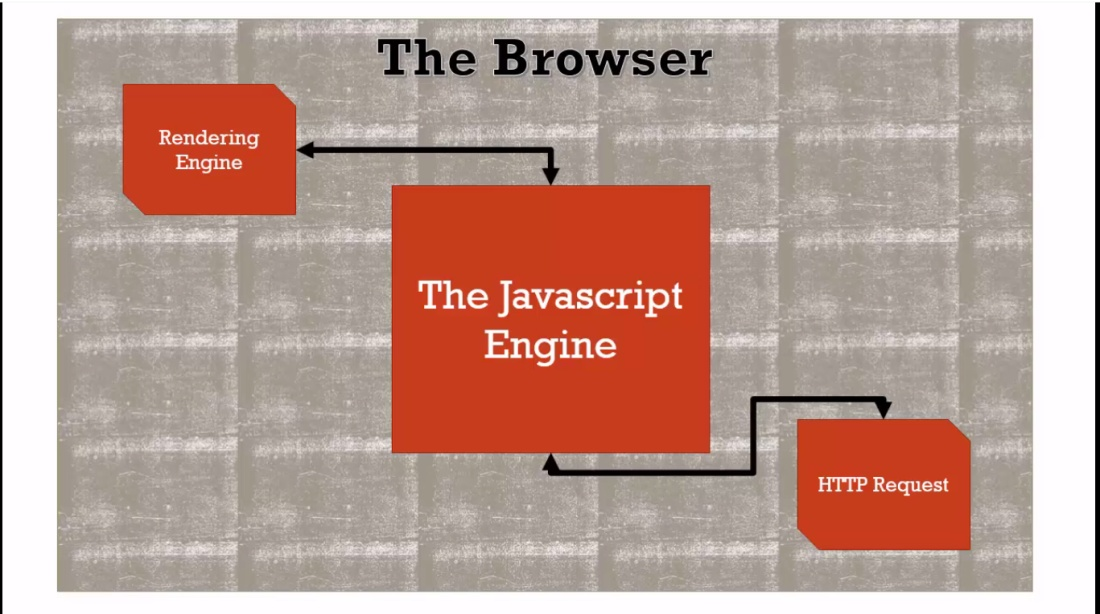 The Browser
Rendering
Engine
The Javascript
Engine
HTTP Request